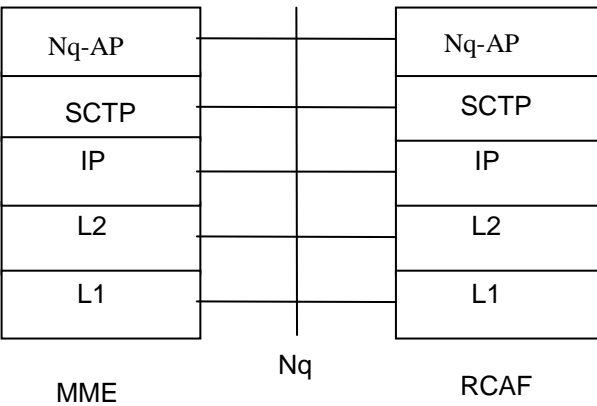 Nq-AP Nq-AP
SCTP SCTP
IP IP
L2 L2
L1 L1
Nq
MME RCAF